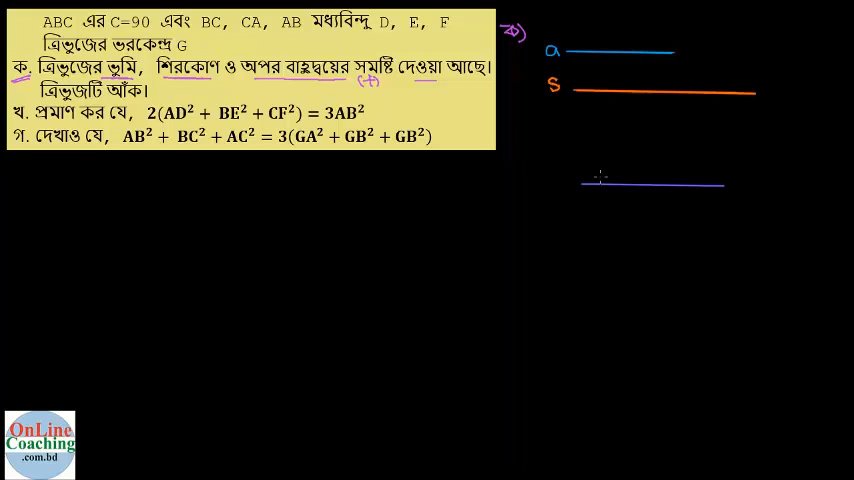 ABC এর C=90 এবং BC, CA, AB মধ্যবিন্দু D, E, F
ত্রিভুজের ভরকেন্দ্র G
ক. ত্রিভুজের ভুমি, শিরকোণ ও অপর বাহুদ্বয়ের সমষ্টি দেওয়া আছে।
(+)
ত্রিভুজটি আঁক।
খ. প্রমাণ কর যে, 2(AD² + BE² + CF²) = 3AB²
গ. দেখাও যে, AB² + BC² + AC² = 3(GA² + GB² + GB²)
ক)
a
s
OnLine
Coaching
.com.bd